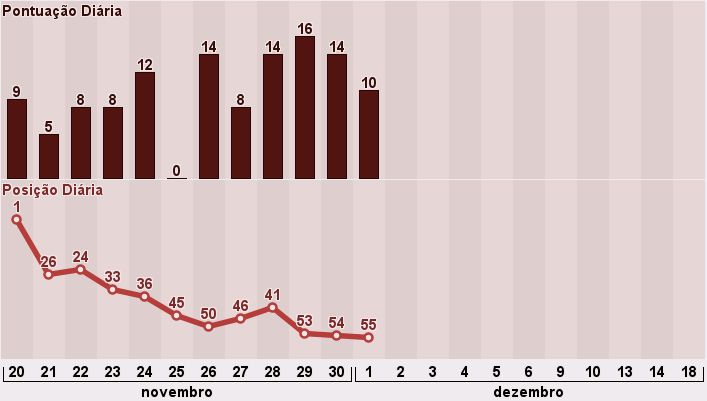 Pontuação Diária
9 5 8 8 12 0 14 8 14 16 14 10
Posição Diária
1 26 24 33 36 45 50 46 41 53 54 55
20 21 22 23 24 25 26 27 28 29 30 1 2 3 4 5 6 9 10 13 14 18
novembro dezembro